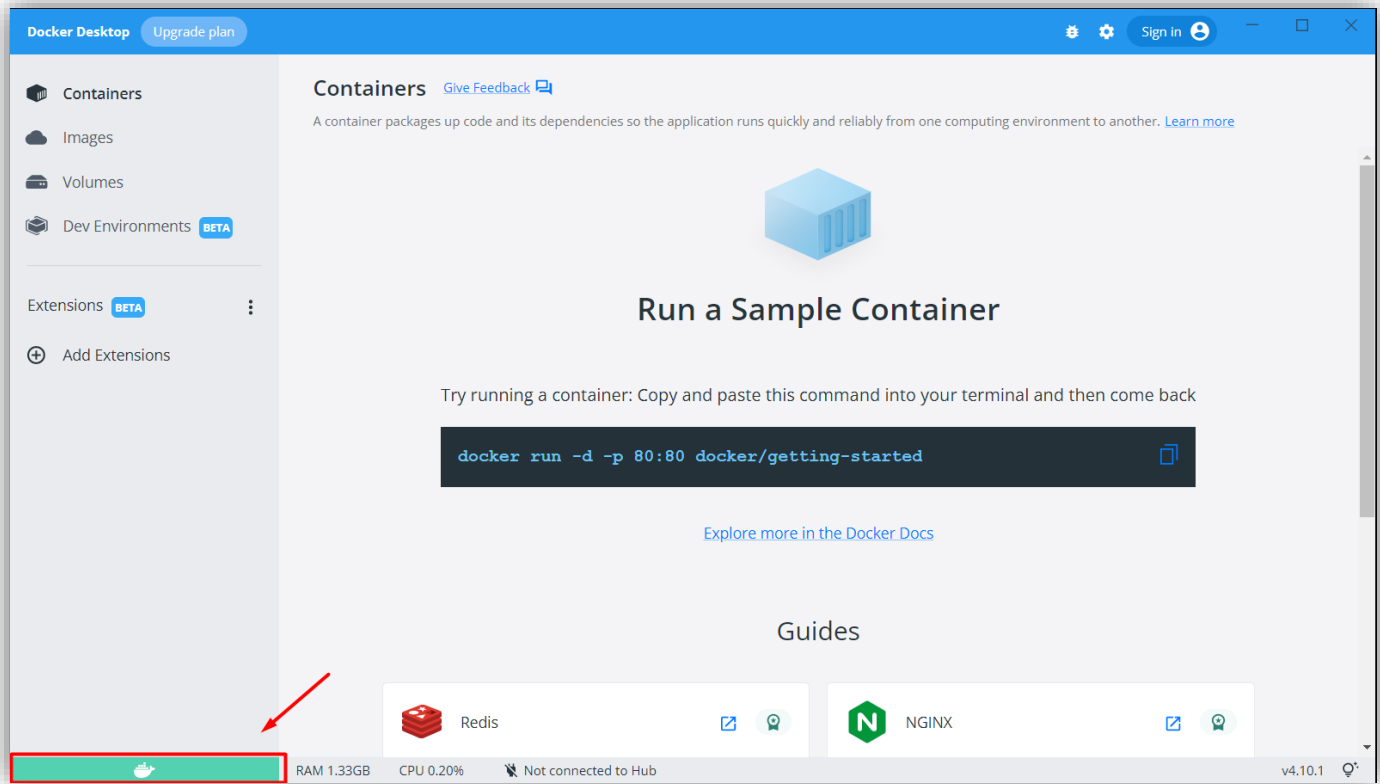 Docker Desktop Upgrade plan Sign in
Containers
Images
Volumes
Dev Environments BETA
Extensions BETA
Add Extensions
Containers Give Feedback
A container packages up code and its dependencies so the application runs quickly and reliably from one computing environment to another. Learn more
Run a Sample Container
Try running a container: Copy and paste this command into your terminal and then come back
docker run -d -p 80:80 docker/getting-started
Explore more in the Docker Docs
Guides
Redis
N NGINX
RAM 1.33GB CPU 0.20% Not connected to Hub v4.10.1